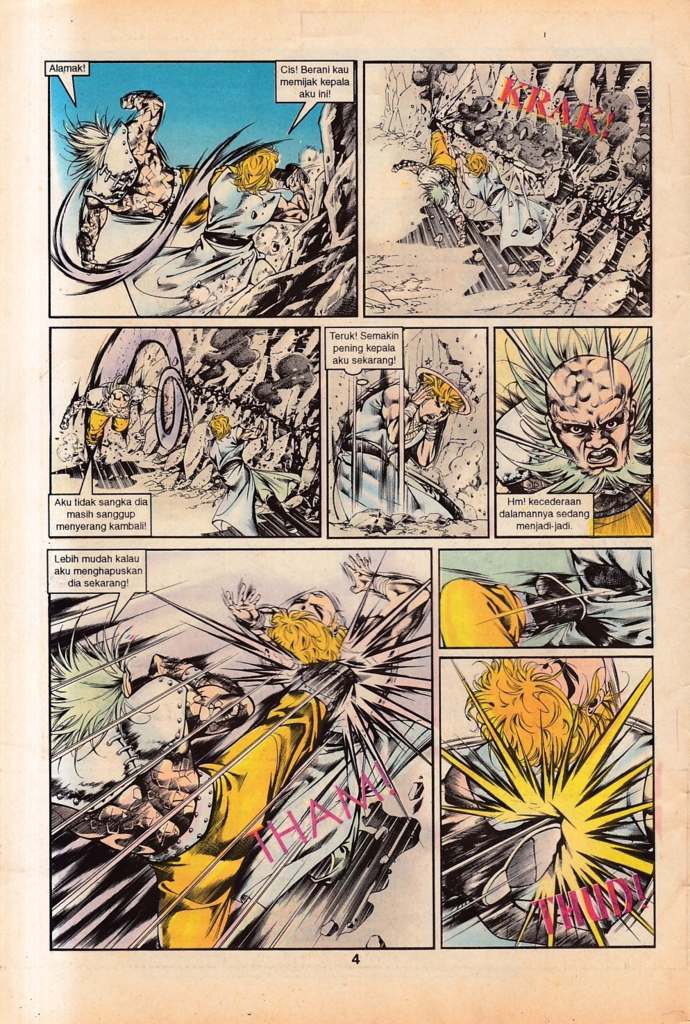 Alamak!
Cis! Berani kau
memijak kepala
aku ini!
KRAK!
Aku tidak sangka dia
masih sanggup
menyerang kambali!
Teruk! Semakin
pening kepala
aku sekarang!
Hm! kecederaan
dalamannya sedang
menjadi-jadi.
Lebih mudah kalau
aku menghapuskan
dia sekarang!
THAM!
THUD!
4